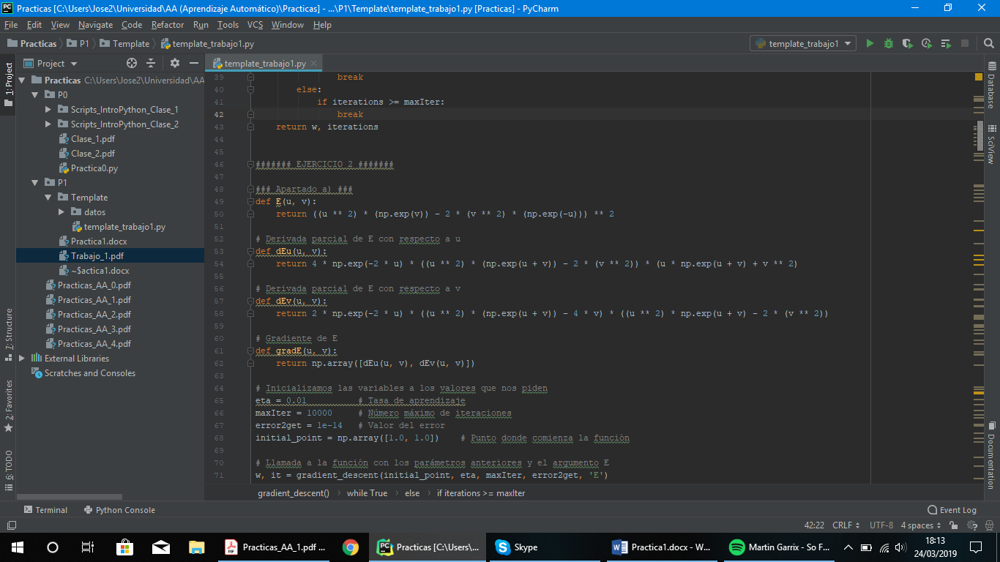 Practicas [C:\Users\Jose2\Universidad\AA (Aprendizaje Automático)\Practicas] - ...\P1\Template\template_trabajo1.py [Practicas] - PyCharm
File Edit View Navigate Code Refactor Run Tools VCS Window Help
Practicas P1 Template template_trabajo1.py
template_trabajo1
Project
template_trabajo1.py
1: Project
7: Structure
2: Favorites
6: TODO
Practicas C:\Users\Jose2\Universidad\AA
P0
Scripts_IntroPython_Clase_1
Scripts_IntroPython_Clase_2
Clase_1.pdf
Clase_2.pdf
Practica0.py
P1
Template
datos
template_trabajo1.py
Practica1.docx
Trabajo_1.pdf
~$actica1.docx
Practicas_AA_0.pdf
Practicas_AA_1.pdf
Practicas_AA_2.pdf
Practicas_AA_3.pdf
Practicas_AA_4.pdf
External Libraries
Scratches and Consoles
39 break
40 else:
41 if iterations >= maxIter:
42 break
43 return w, iterations
44
45
46 ####### EJERCICIO 2 #######
47
48 ### Apartado a) ###
49 def E(u, v):
50 return ((u ** 2) * (np.exp(v)) - 2 * (v ** 2) * (np.exp(-u))) ** 2
51
52 # Derivada parcial de E con respecto a u
53 def dEu(u, v):
54 return 4 * np.exp(-2 * u) * ((u ** 2) * (np.exp(u + v)) - 2 * (v ** 2)) * (u * np.exp(u + v) + v ** 2)
55
56 # Derivada parcial de E con respecto a v
57 def dEv(u, v):
58 return 2 * np.exp(-2 * u) * ((u ** 2) * (np.exp(u + v)) - 4 * v) * ((u ** 2) * np.exp(u + v) - 2 * (v ** 2))
59
60 # Gradiente de E
61 def gradE(u, v):
62 return np.array([dEu(u, v), dEv(u, v)])
63
64 # Inicializamos las variables a los valores que nos piden
65 eta = 0.01 # Tasa de aprendizaje
66 maxIter = 10000 # Número máximo de iteraciones
67 error2get = 1e-14 # Valor del error
68 initial_point = np.array([1.0, 1.0]) # Punto donde comienza la función
69
70 # Llamada a la función con los parámetros anteriores y el argumento E
71 w, it = gradient_descent(initial_point, eta, maxIter, error2get, 'E')
Database
SciView
Documentation
gradient_descent() while True else if iterations >= maxIter
Terminal Python Console Event Log
42:22 CRLF UTF-8 4 spaces
PC
Practicas_AA_1.pdf ...
Practicas [C:\Users\...
Skype
Practica1.docx - W...
Martin Garrix - So F...
18:13
24/03/2019